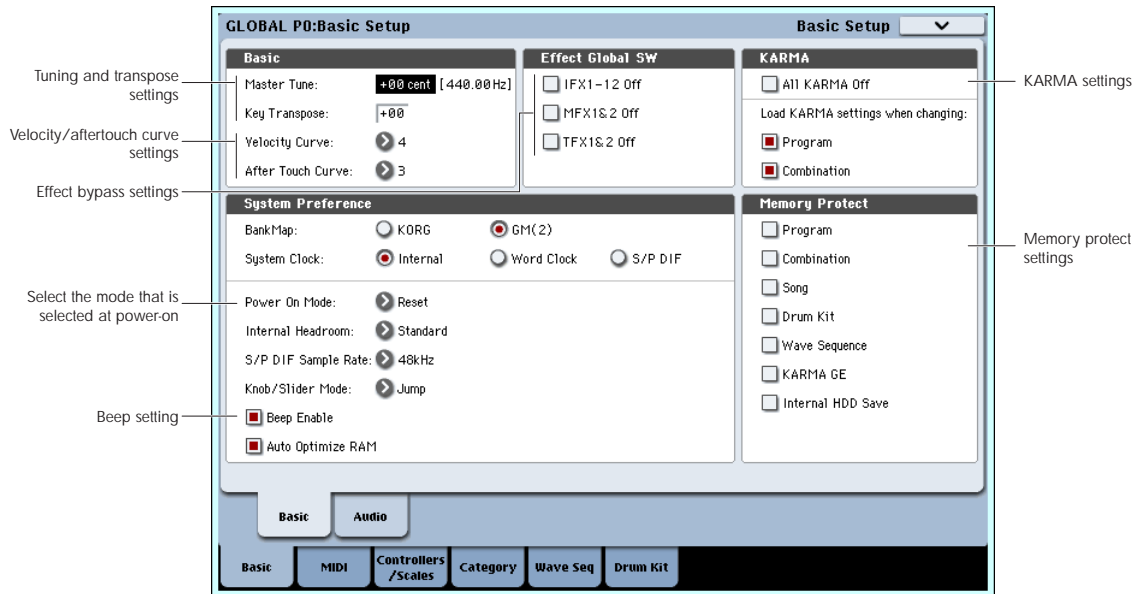 GLOBAL P0:Basic Setup
Basic Setup
Basic
Master Tune: +00 cent [440.00Hz]
Key Transpose: +00
Velocity Curve: 4
After Touch Curve: 3
Effect Global SW
IFX1-12 Off
MFX1&2 Off
TFX1&2 Off
KARMA
All KARMA Off
Load KARMA settings when changing:
Program
Combination
System Preference
BankMap: KORG GM(2)
System Clock: Internal Word Clock S/P DIF
Power On Mode: Reset
Internal Headroom: Standard
S/P DIF Sample Rate: 48kHz
Knob/Slider Mode: Jump
Beep Enable
Auto Optimize RAM
Memory Protect
Program
Combination
Song
Drum Kit
Wave Sequence
KARMA GE
Internal HDD Save
Basic
Audio
Basic
MIDI
Controllers
/Scales
Category
Wave Seq
Drum Kit
Tuning and transpose
settings
Velocity/aftertouch curve
settings
Effect bypass settings
Select the mode that is
selected at power-on
Beep setting
KARMA settings
Memory protect
settings